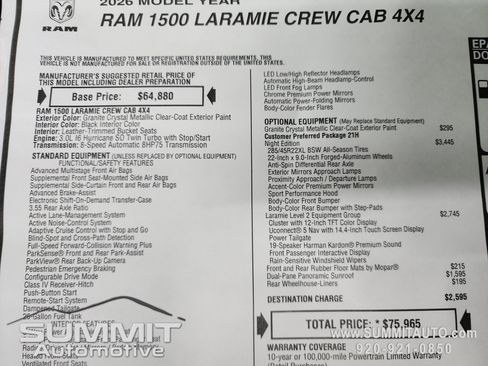 2026 MODEL YEAR
RAM 1500 LARAMIE CREW CAB 4X4
RAM
THIS VEHICLE IS MANUFACTURED TO MEET SPECIFIC UNITED STATES REQUIREMENTS. THIS
VEHICLE IS NOT MANUFACTURED FOR SALE OR REGISTRATION OUTSIDE OF THE UNITED STATES.
MANUFACTURER'S SUGGESTED RETAIL PRICE OF
THIS MODEL INCLUDING DEALER PREPARATION
Base Price: $64,880
RAM 1500 LARAMIE CREW CAB 4X4
Exterior Color: Granite Crystal Metallic Clear-Coat Exterior Paint
Interior Color: Black Interior Color
Interior: Leather-Trimmed Bucket Seats
Engine: 3.0L I6 Hurricane SO Twin Turbo with Stop/Start
Transmission: 8-Speed Automatic 8HP75 Transmission
STANDARD EQUIPMENT (UNLESS REPLACED BY OPTIONAL EQUIPMENT)
FUNCTIONAL/SAFETY FEATURES
Advanced Multistage Front Air Bags
Supplemental Front Seat-Mounted Side Air Bags
Supplemental Side-Curtain Front and Rear Air Bags
Advanced Brake-Assist
Electronic Shift-On-Demand Transfer-Case
3.55 Rear Axle Ratio
Active Lane-Management System
Active Noise Control System
Adaptive Cruise Control with Stop and Go
Blind-Spot and Cross-Path Detection
Full-Speed Forward-Collision Warning Plus
ParkSense® Front and Rear Park-Assist
ParkView® Rear Back-Up Camera
Pedestrian Emergency Braking
Configurable Drive Mode
Class IV Receiver-Hitch
Push-Button Start
Remote-Start System
Dampened Tailgate
26-Gallon Fuel Tank
INTERIOR FEATURES
Heated Front Seats
Ventilated Front Seats
LED Low/High Reflector Headlamps
Automatic High-Beam Headlamp-Control
LED Front Fog Lamps
Chrome Premium Power Mirrors
Automatic Power-Folding Mirrors
Body-Color Fender Flares
OPTIONAL EQUIPMENT (May Replace Standard Equipment)
Granite Crystal Metallic Clear-Coat Exterior Paint $295
Customer Preferred Package 21H
Night Edition $3,445
285/45R22XL BSW All-Season Tires
22-Inch x 9.0-Inch Forged-Aluminum Wheels
Anti-Spin Differential Rear Axle
Exterior Mirrors Approach Lamps
Proximity Approach / Departure Lamps
Accent-Color Premium Power Mirrors
Sport Performance Hood
Body-Color Front Bumper
Body-Color Rear Bumper with Step-Pads
Laramie Level 2 Equipment Group $2,745
Cluster with 12-Inch TFT Color Display
Uconnect® 5 Nav with 14.4-Inch Touch Screen Display
Power Tailgate
19-Speaker Harman Kardon® Premium Sound
Front Passenger Interactive Display
Rain-Sensitive Windshield Wipers
Front and Rear Rubber Floor Mats by Mopar® $215
Dual-Pane Panoramic Sunroof $1,595
Rear Wheelhouse-Liners $195
DESTINATION CHARGE $2,595
TOTAL PRICE: * $75,965
WARRANTY COVERAGE
10-year or 100,000-mile Powertrain Limited Warranty
EPA
DO
SUMMIT
Automotive
WWW.SUMMITAUTO.COM
920-921-0850